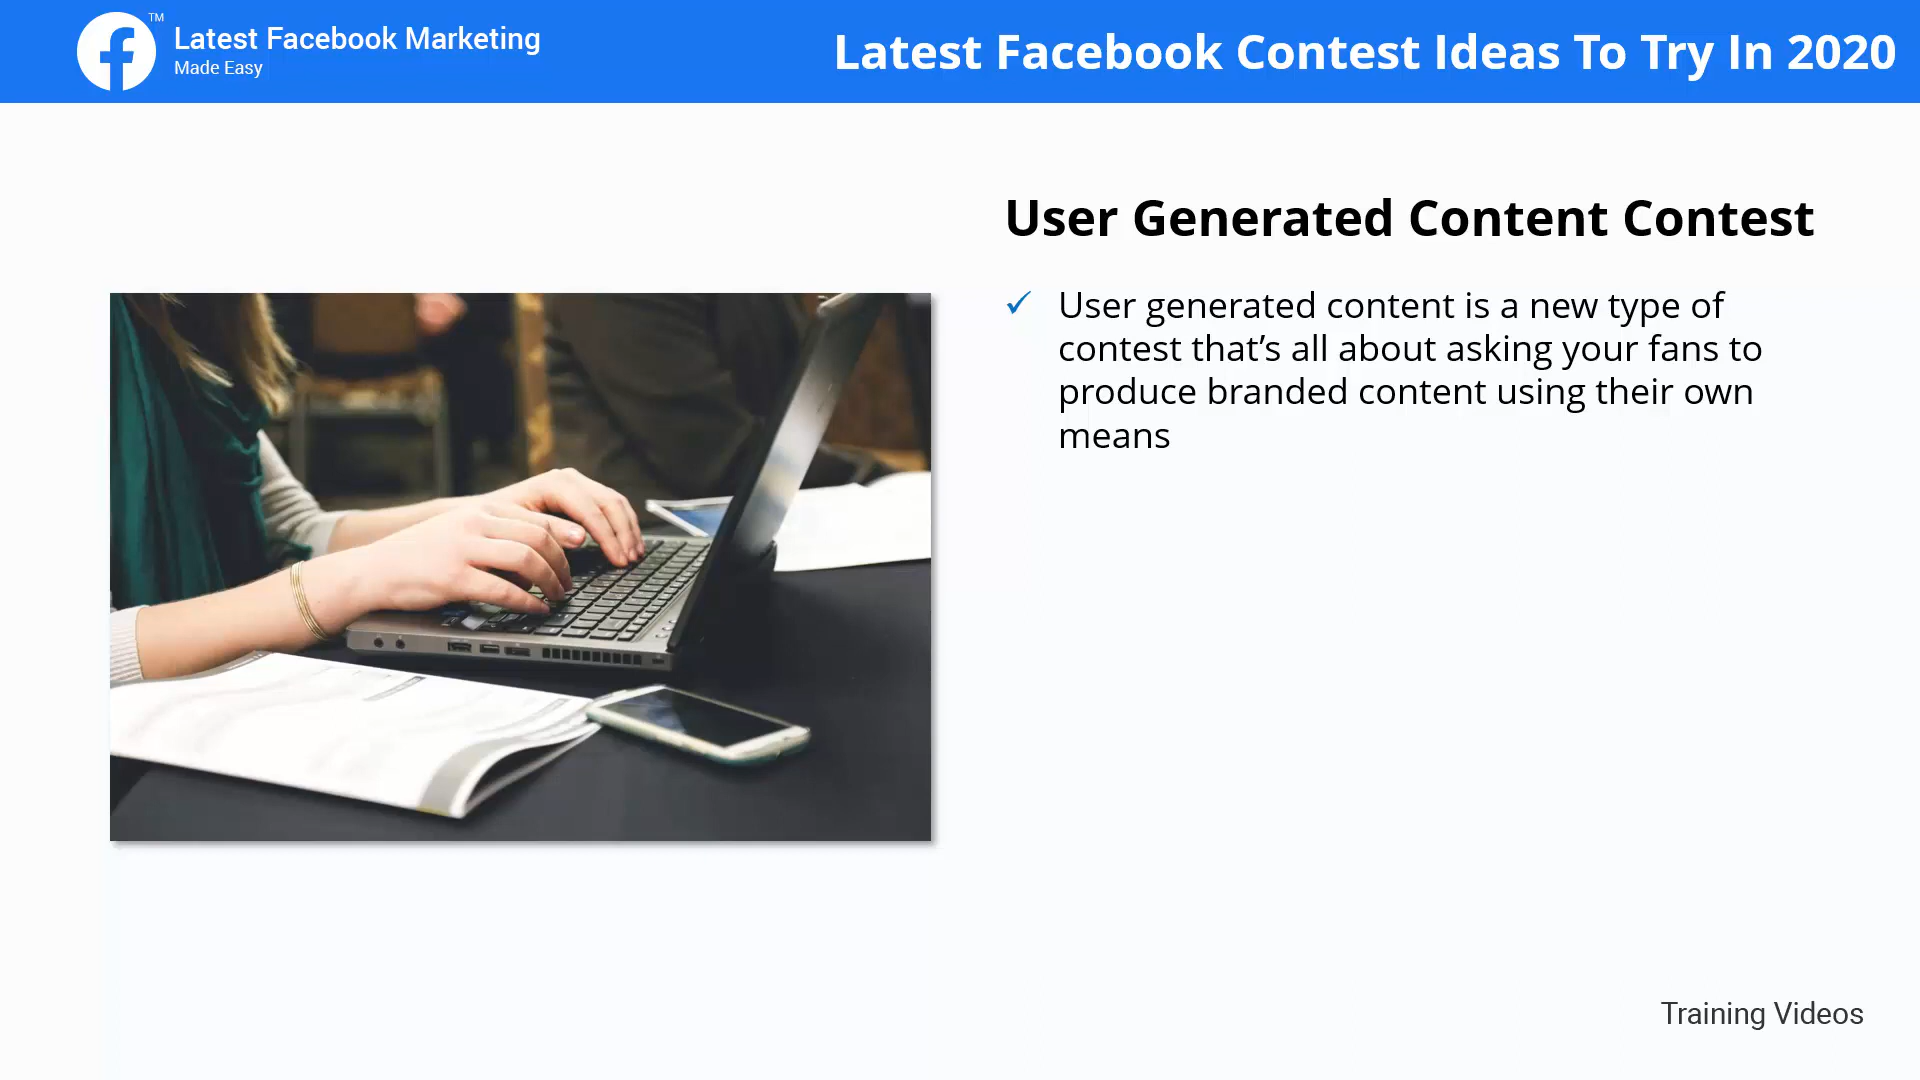 TM
Latest Facebook Marketing
Made Easy
Latest Facebook Contest Ideas To Try In 2020
User Generated Content Contest
✓ User generated content is a new type of
contest that’s all about asking your fans to
produce branded content using their own
means
Training Videos